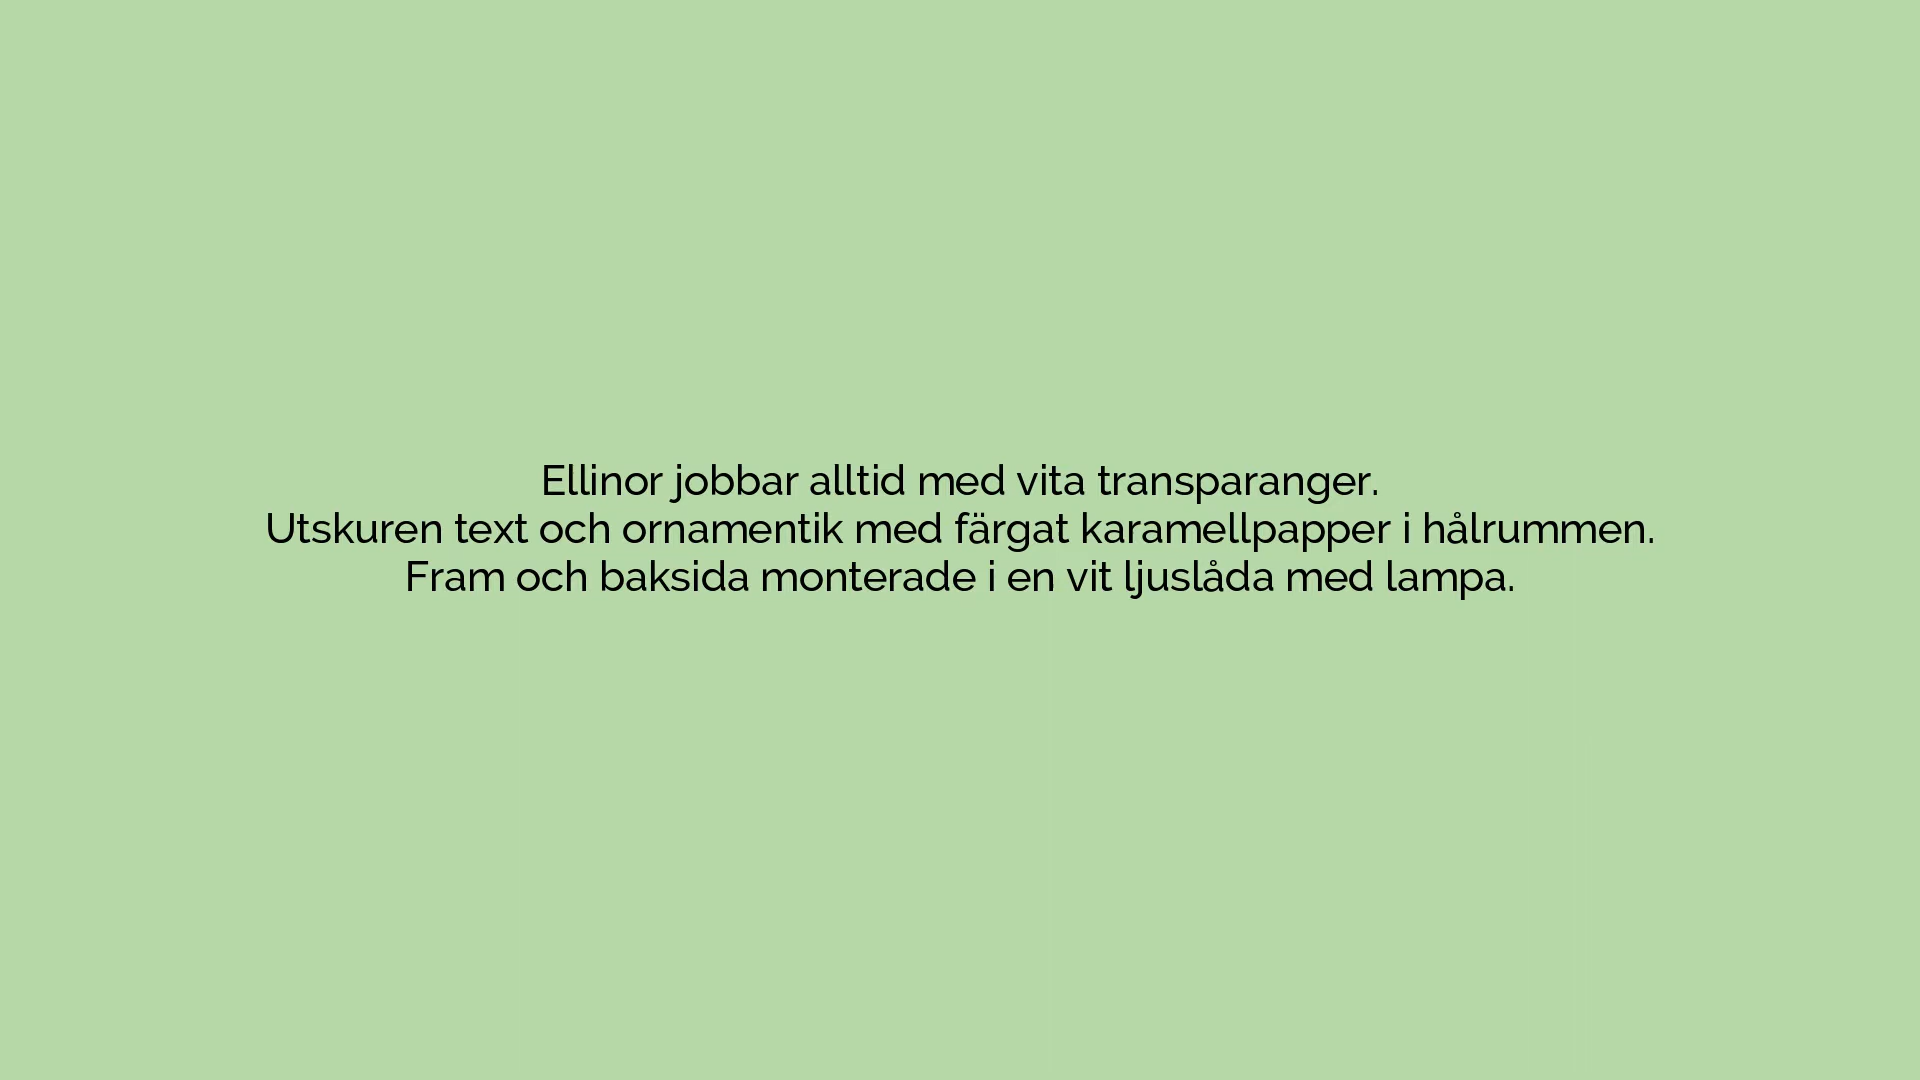 Ellinor jobbar alltid med vita transparanger.
Utskuren text och ornamentik med färgat karamellpapper i hålrummen.
Fram och baksida monterade i en vit ljuslåda med lampa.